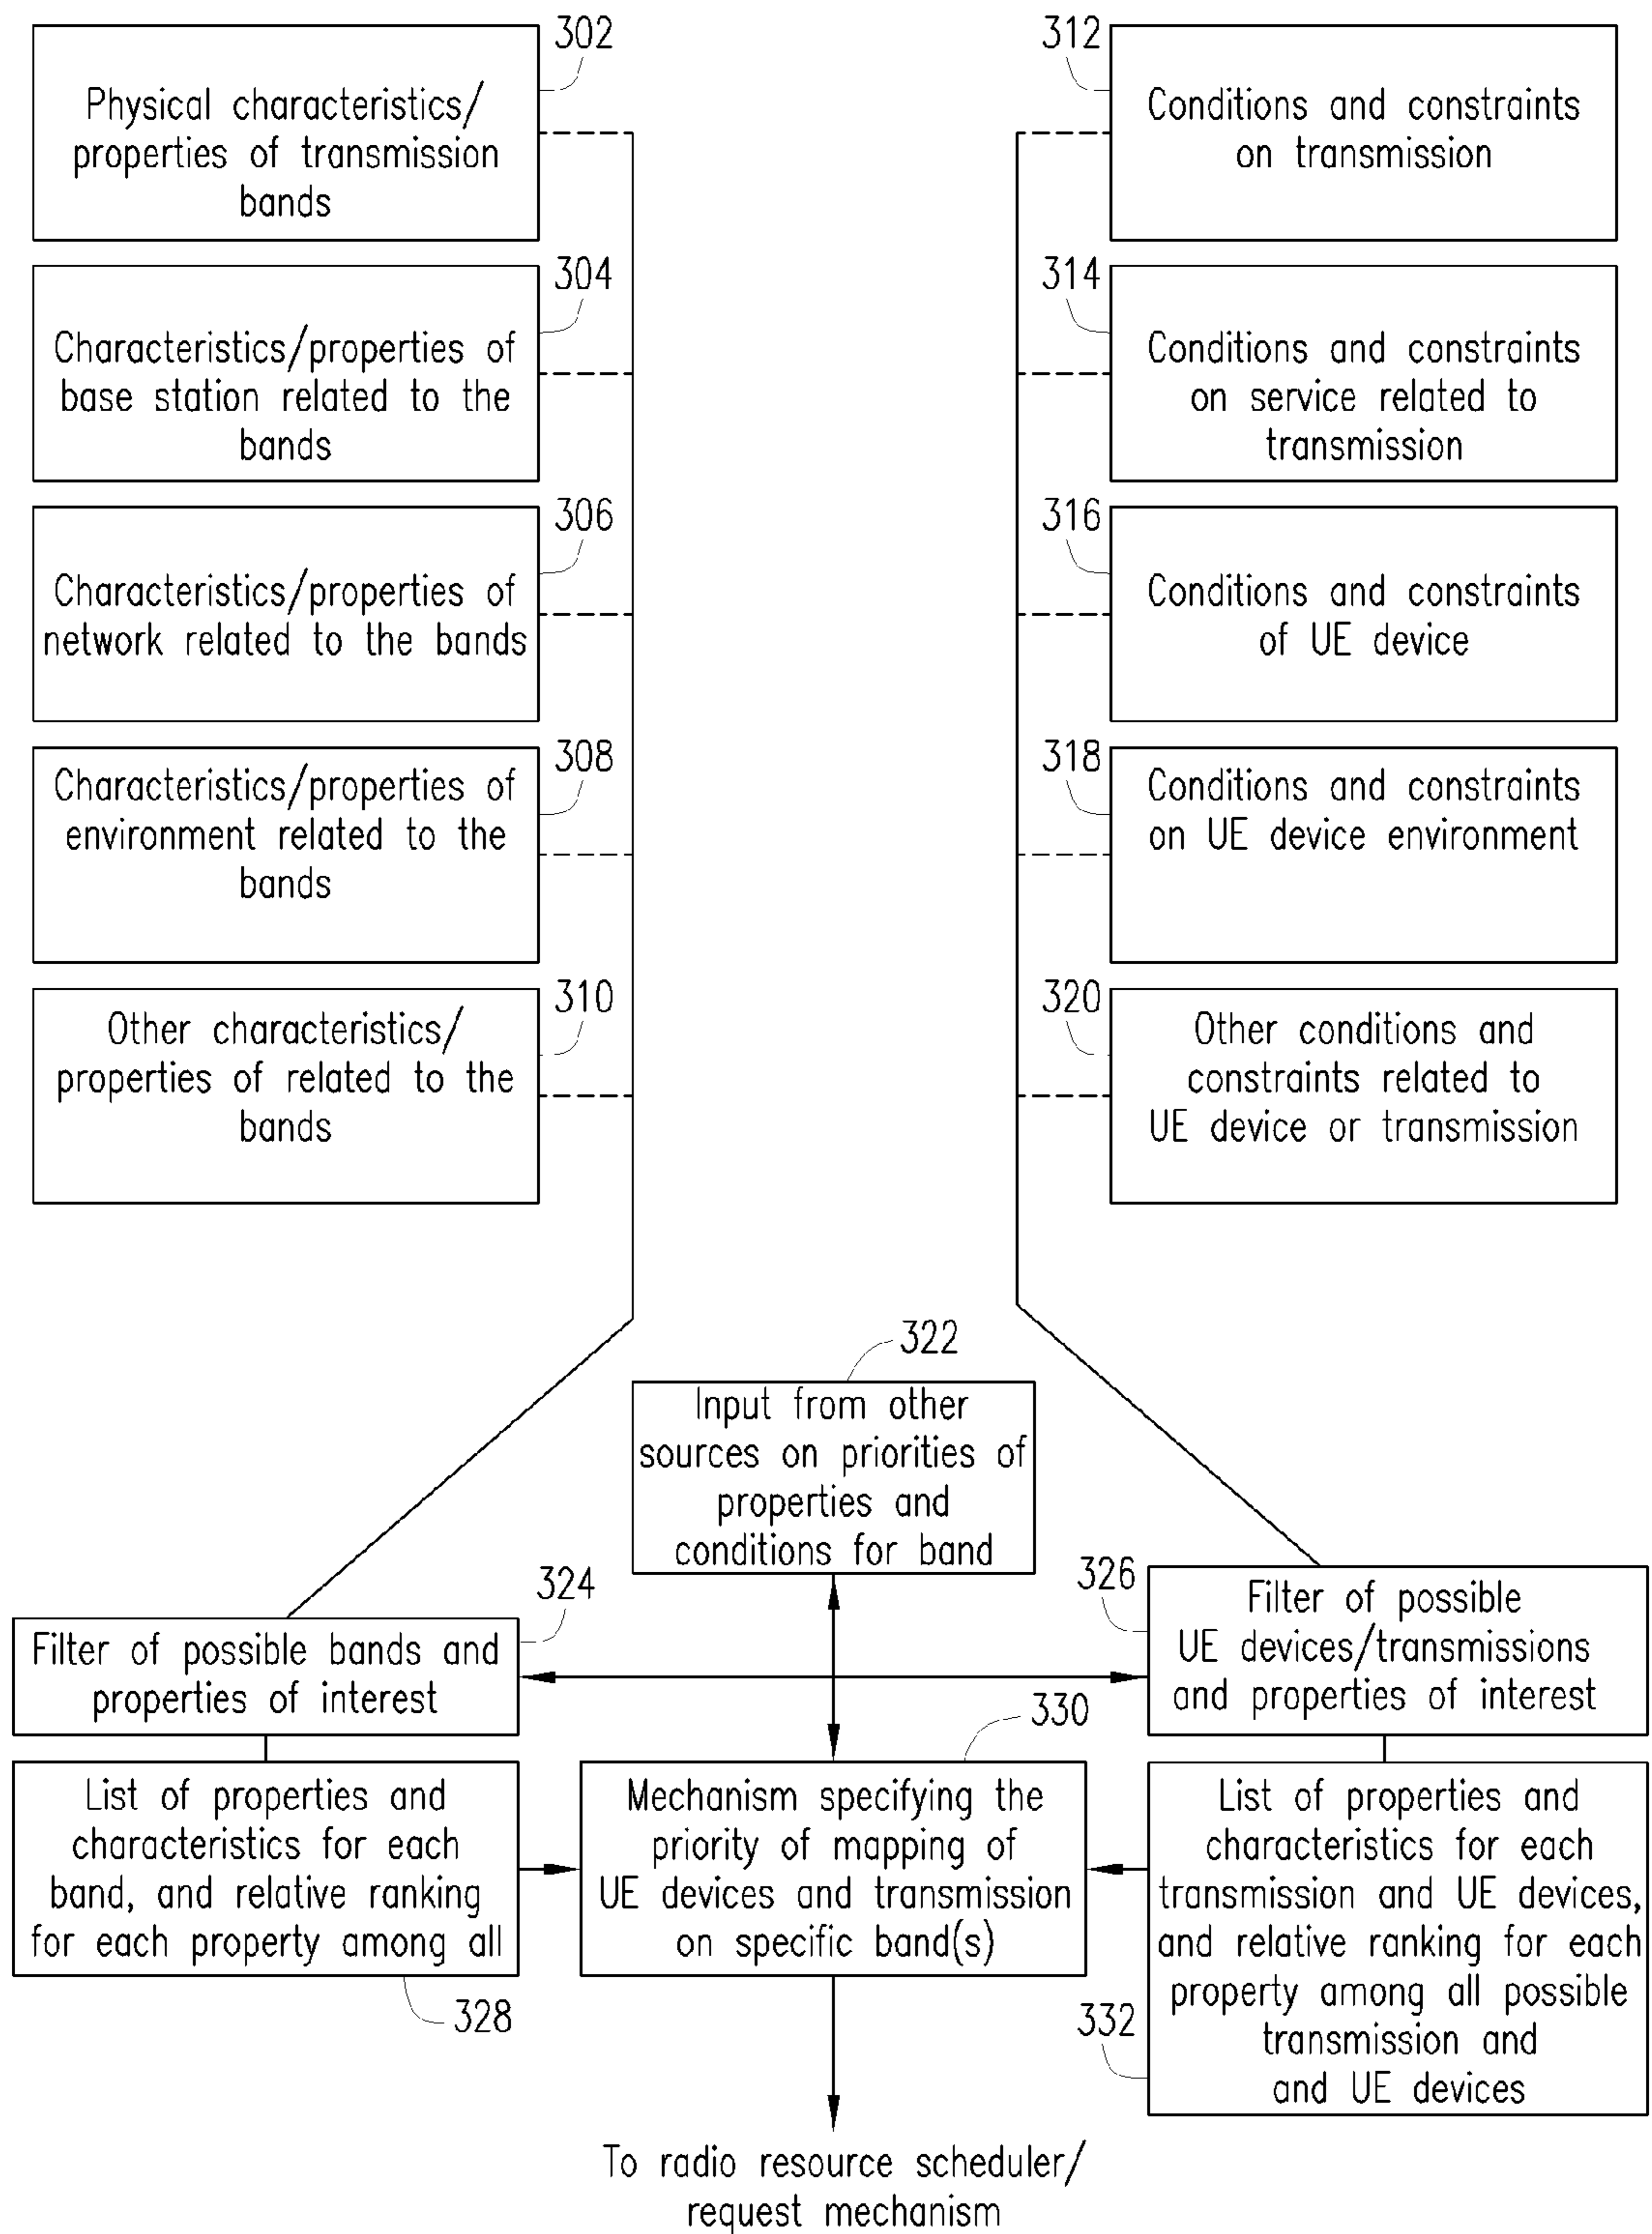 302
Physical characteristics/
properties of transmission
bands
304
Characteristics/properties of
base station related to the
bands
306
Characteristics/properties of
network related to the bands
308
Characteristics/properties of
environment related to the
bands
310
Other characteristics/
properties of related to the
bands
312
Conditions and constraints
on transmission
314
Conditions and constraints
on service related to
transmission
316
Conditions and constraints
of UE device
318
Conditions and constraints
on UE device environment
320
Other conditions and
constraints related to
UE device or transmission
322
Input from other
sources on priorities of
properties and
conditions for band
324
Filter of possible bands and
properties of interest
326
Filter of possible
UE devices/transmissions
and properties of interest
List of properties and
characteristics for each
band, and relative ranking
for each property among all
328
330
Mechanism specifying the
priority of mapping of
UE devices and transmission
on specific band(s)
List of properties and
characteristics for each
transmission and UE devices,
and relative ranking for each
property among all possible
transmission and
and UE devices
332
To radio resource scheduler/
request mechanism